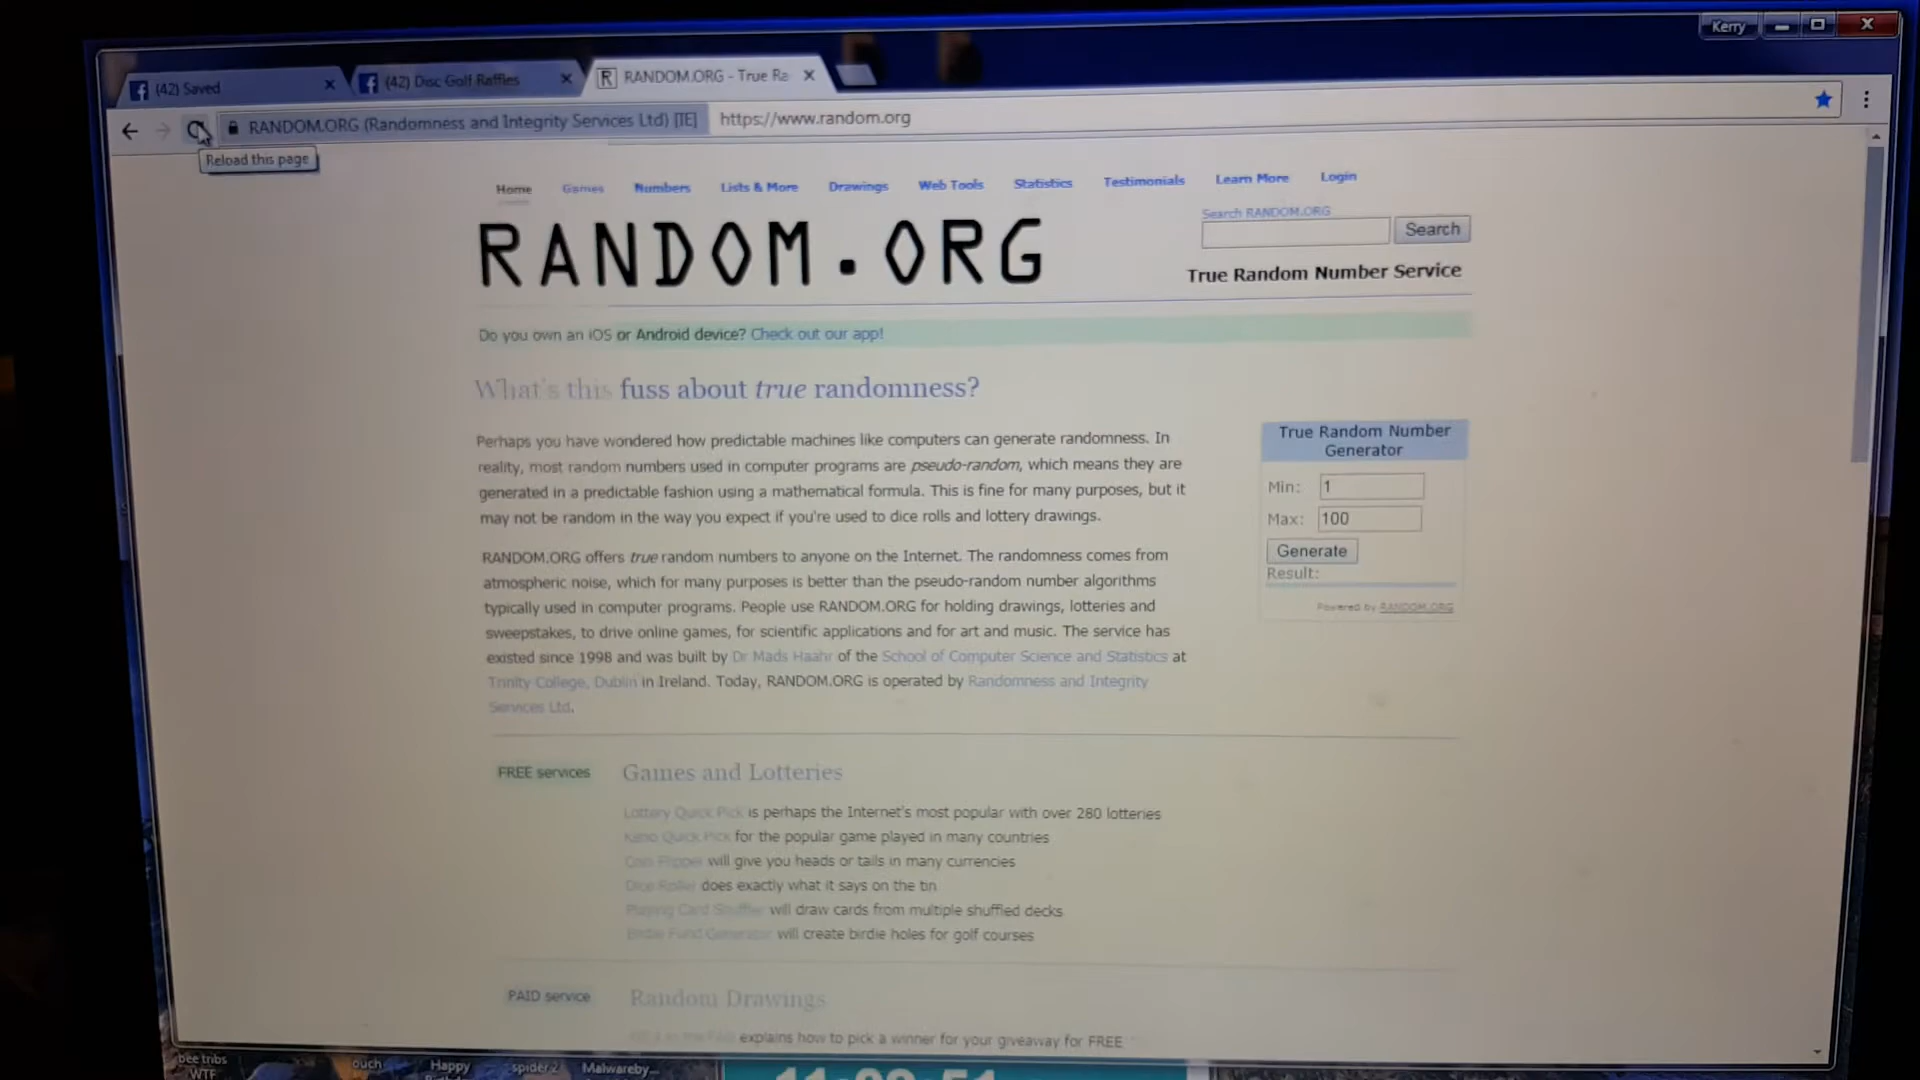 Kerry
(42) Saved
(42) Disc Golf Raffles
RANDOM.ORG - True Ra
RANDOM.ORG (Randomness and Integrity Services Ltd) [IE]
https://www.random.org
Reload this page
Home Games Numbers Lists & More Drawings Web Tools Statistics Testimonials Learn More Login
RANDOM.ORG
Search RANDOM.ORG
Search
True Random Number Service
Do you own an iOS or Android device? Check out our app!
What's this fuss about true randomness?
Perhaps you have wondered how predictable machines like computers can generate randomness. In
reality, most random numbers used in computer programs are pseudo-random, which means they are
generated in a predictable fashion using a mathematical formula. This is fine for many purposes, but it
may not be random in the way you expect if you're used to dice rolls and lottery drawings.
RANDOM.ORG offers true random numbers to anyone on the Internet. The randomness comes from
atmospheric noise, which for many purposes is better than the pseudo-random number algorithms
typically used in computer programs. People use RANDOM.ORG for holding drawings, lotteries and
sweepstakes, to drive online games, for scientific applications and for art and music. The service has
existed since 1998 and was built by Dr Mads Haahr of the School of Computer Science and Statistics at
Trinity College, Dublin in Ireland. Today, RANDOM.ORG is operated by Randomness and Integrity
Services Ltd.
True Random Number
Generator
Min: 1
Max: 100
Generate
Result:
Powered by RANDOM.ORG
FREE services
Games and Lotteries
Lottery Quick Pick is perhaps the Internet's most popular with over 280 lotteries
Keno Quick Pick for the popular game played in many countries
Coin Flipper will give you heads or tails in many currencies
Dice Roller does exactly what it says on the tin
Playing Card Shuffler will draw cards from multiple shuffled decks
Birdie Fund Generator will create birdie holes for golf courses
PAID service
Random Drawings
explains how to pick a winner for your giveaway for FREE
bee tribs
WTF
ouch
Happy
spider2
Malwareby...